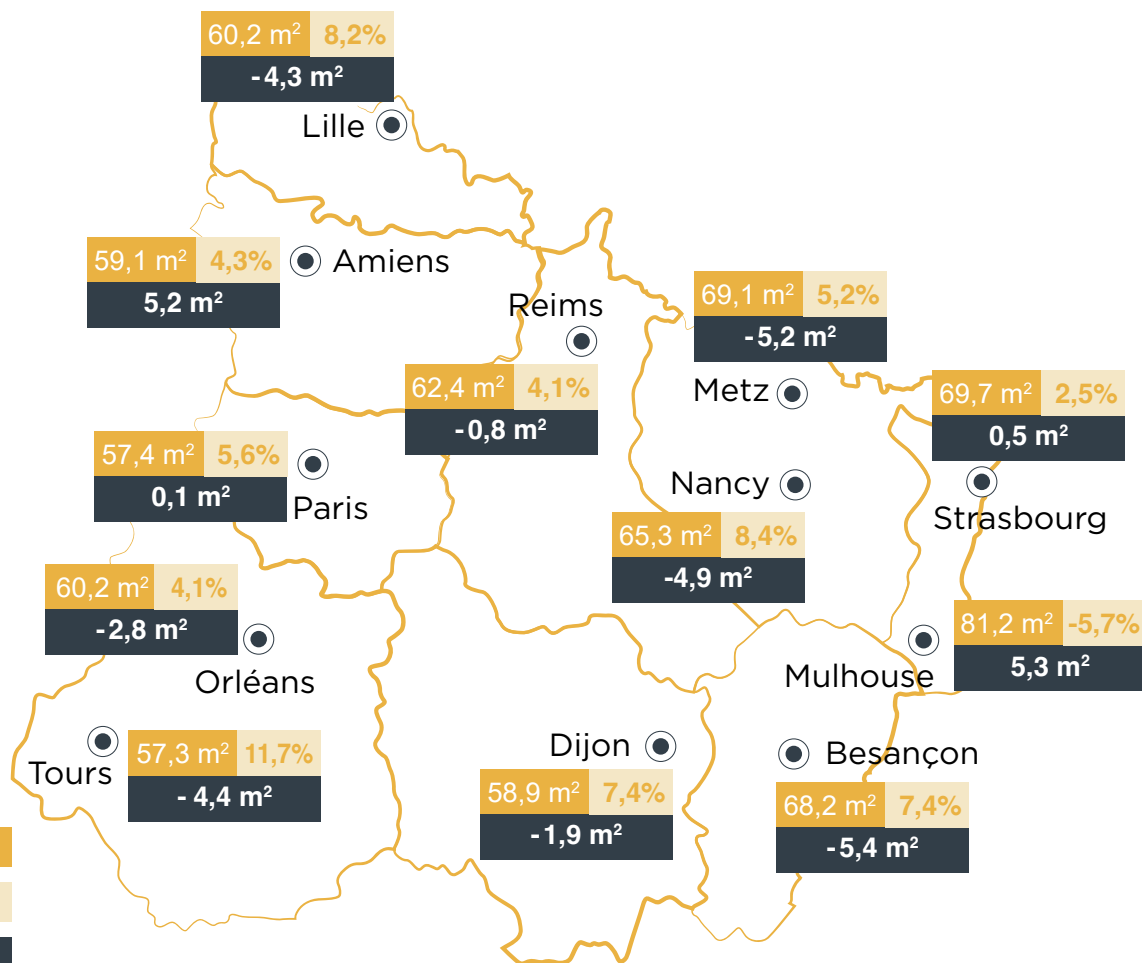 60,2 m² 8,2%
-4,3 m²
Lille
59,1 m² 4,3%
5,2 m²
Amiens
Reims
62,4 m² 4,1%
-0,8 m²
69,1 m² 5,2%
-5,2 m²
Metz
69,7 m² 2,5%
0,5 m²
Strasbourg
57,4 m² 5,6%
0,1 m²
Paris
Nancy
65,3 m² 8,4%
-4,9 m²
60,2 m² 4,1%
-2,8 m²
Orléans
81,2 m² -5,7%
5,3 m²
Mulhouse
Tours
57,3 m² 11,7%
- 4,4 m²
Dijon
58,9 m² 7,4%
-1,9 m²
Besançon
68,2 m² 7,4%
-5,4 m²